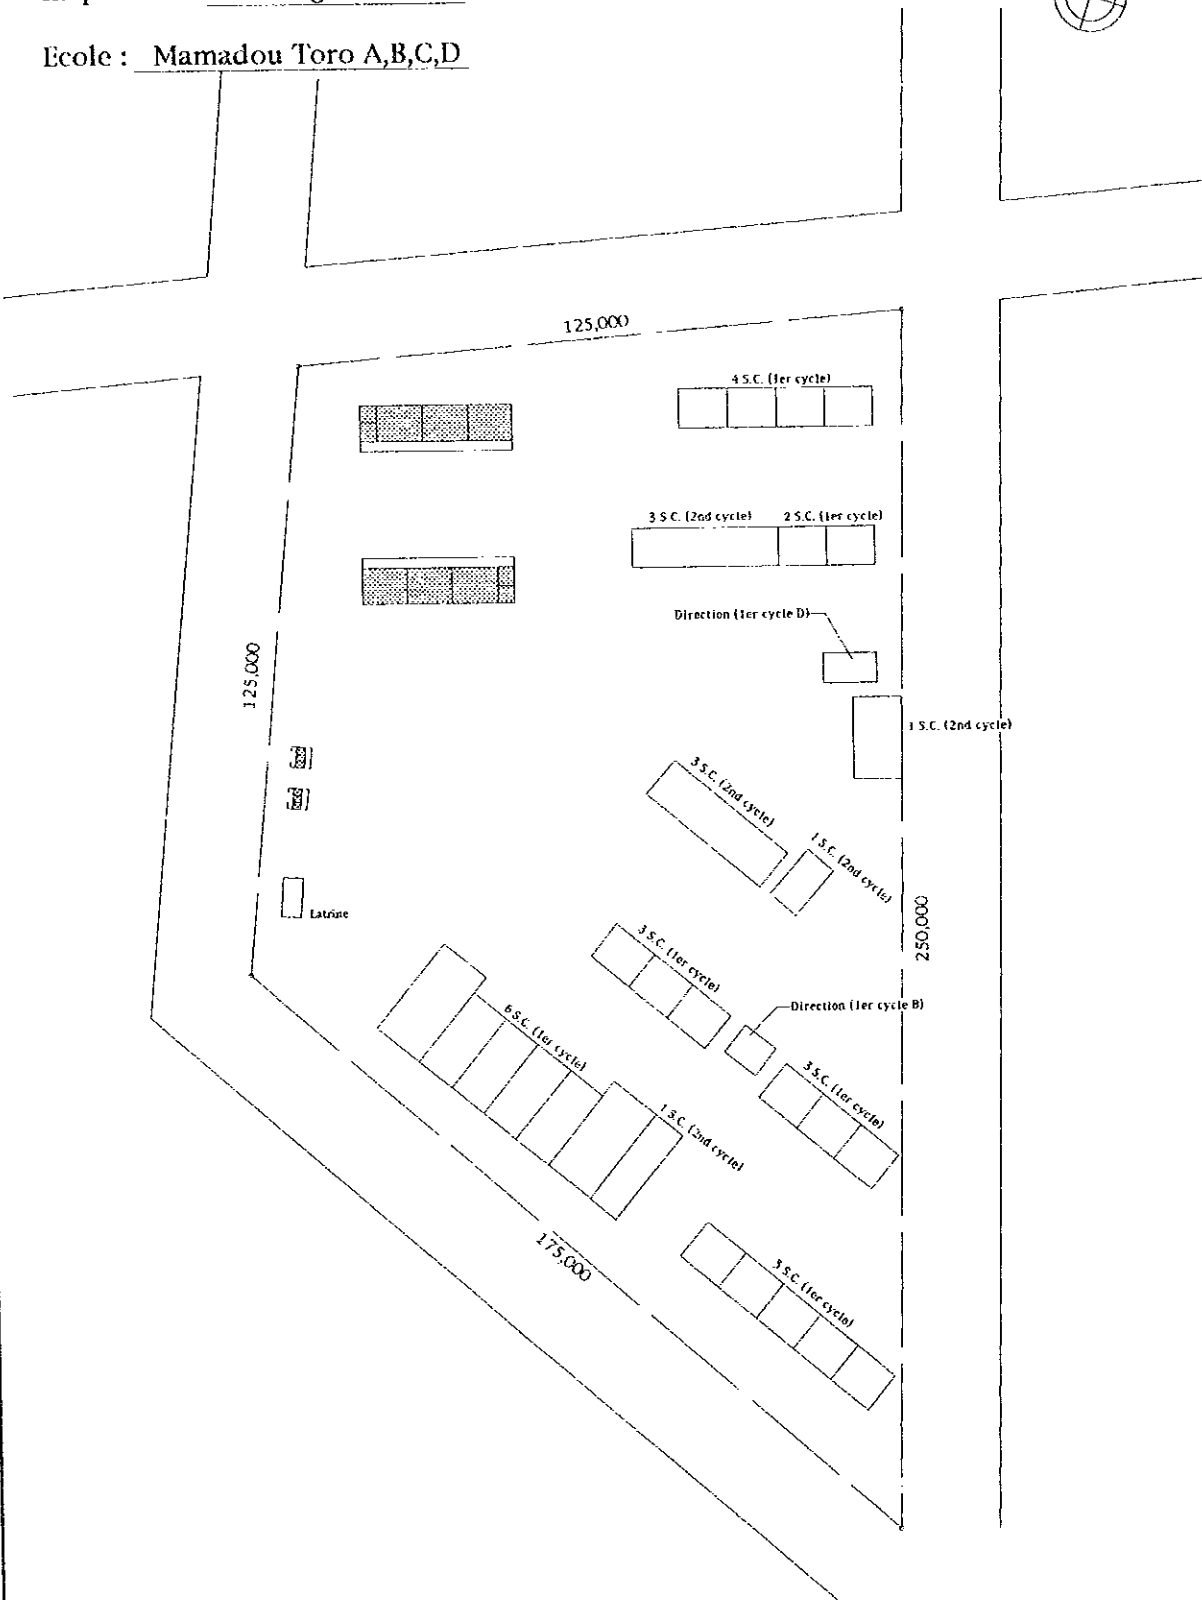 Ecole : Mamadou Toro A,B,C,D
125,000
4 S.C. (1er cycle)
3 S.C. (2nd cycle) 2 S.C. (1er cycle)
Direction (1er cycle D)
125,000
1 S.C. (2nd cycle)
3 S.C. (2nd cycle)
1 S.C. (2nd cycle)
250,000
Latrine
3 S.C. (1er cycle)
Direction (1er cycle B)
6 S.C. (1er cycle)
3 S.C. (1er cycle)
1 S.C. (2nd cycle)
175,000
5 S.C. (1er cycle)